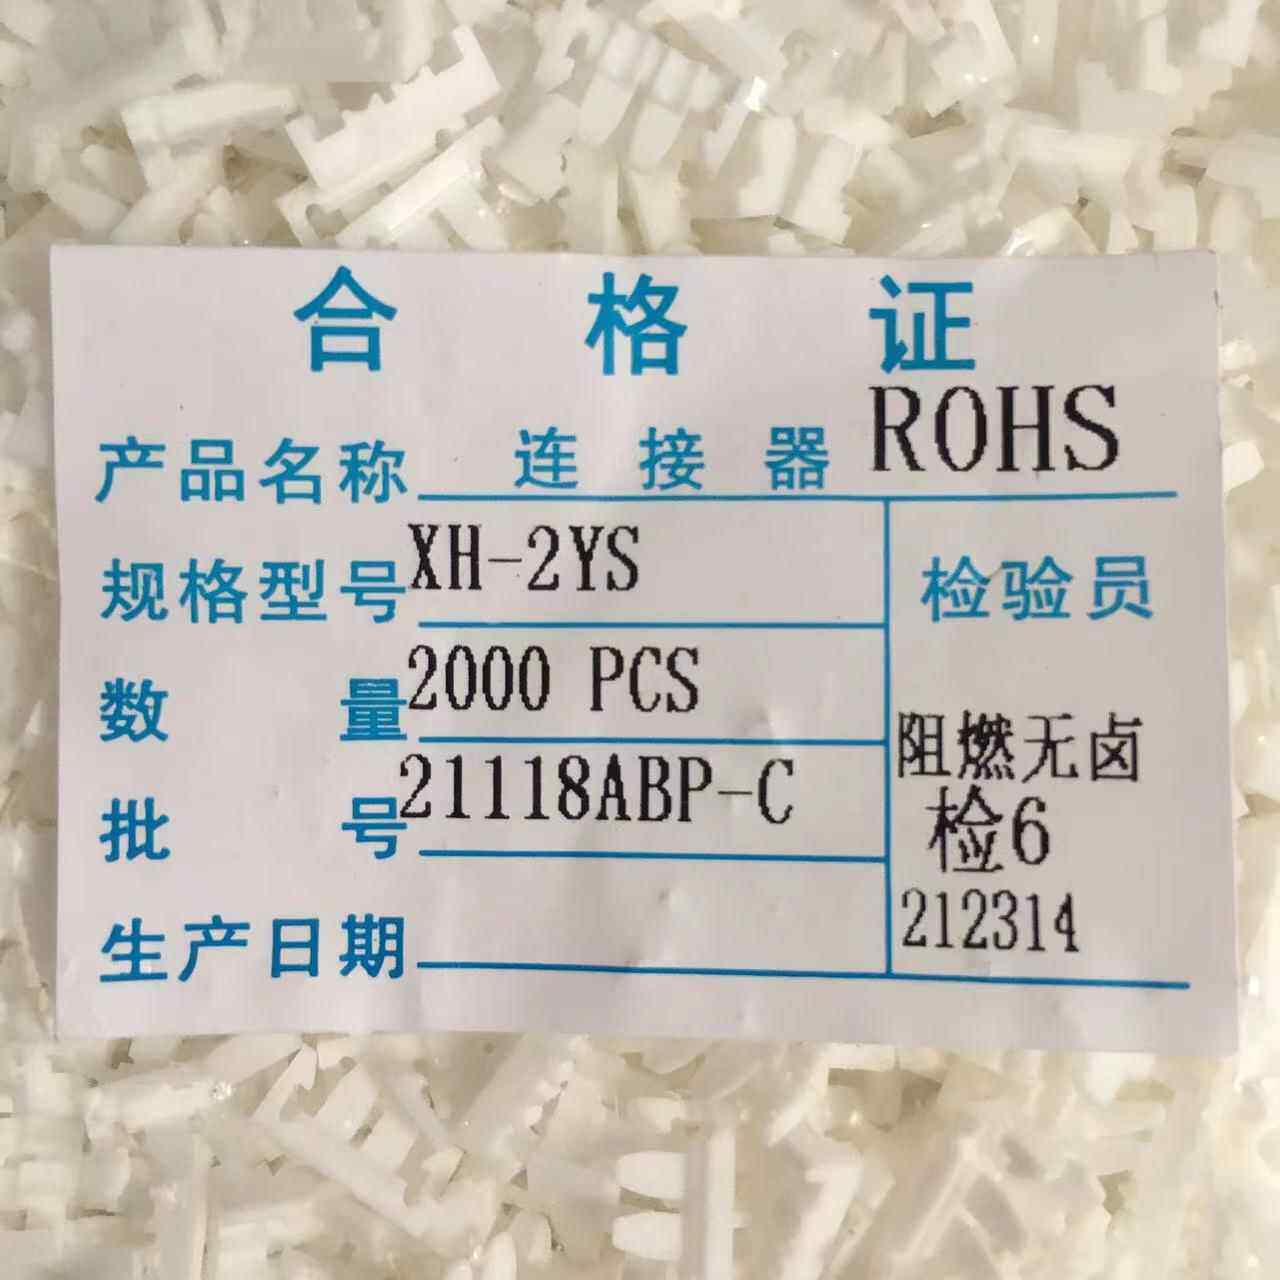 合格证
产品名称 连接器 ROHS
规格型号 XH-2YS
检验员
数量 2000 PCS
批号 21118ABP-C
阻燃无卤
检6
212314
生产日期